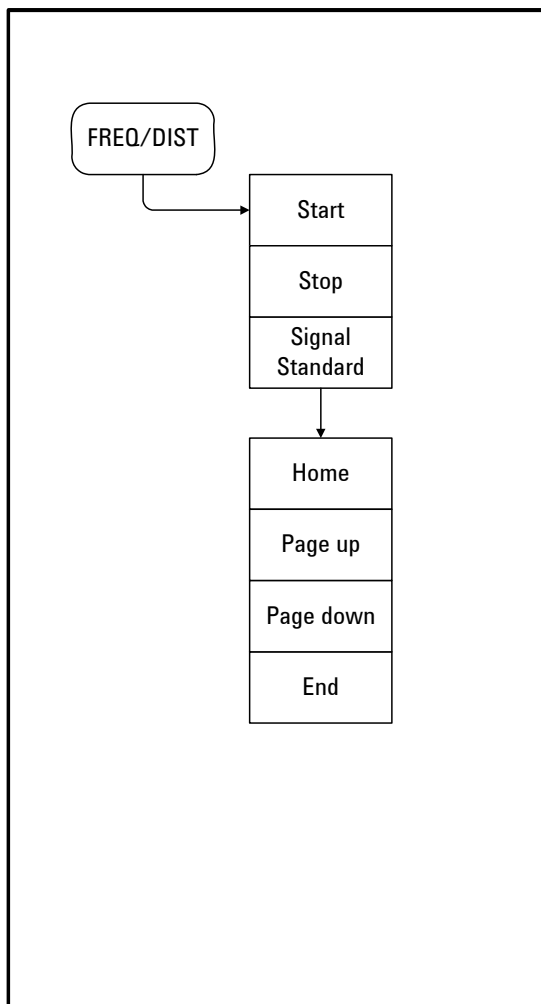 FREQ/DIST
Start
Stop
Signal
Standard
Home
Page up
Page down
End